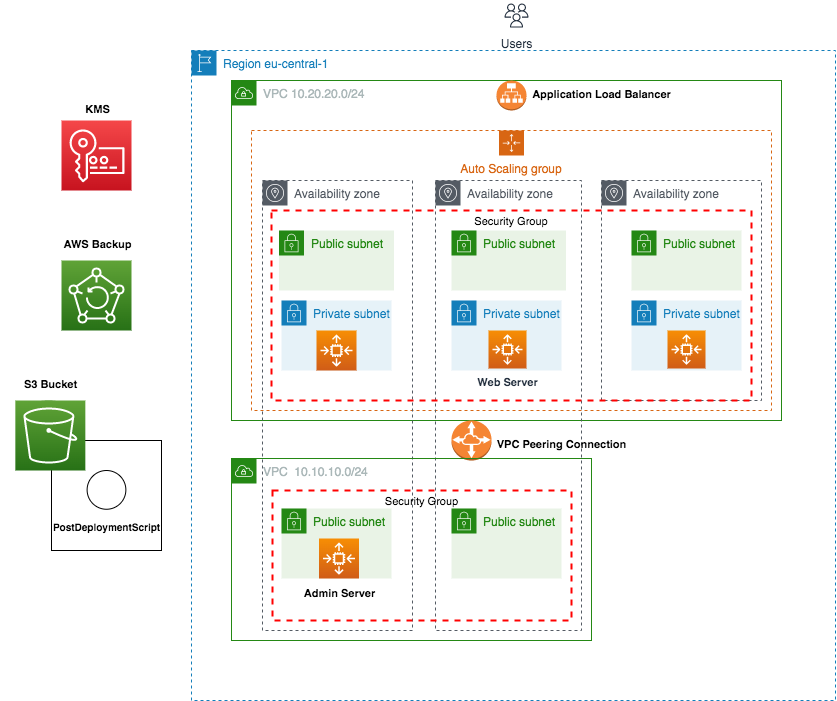 Users
Region eu-central-1
VPC 10.20.20.0/24
Application Load Balancer
KMS
Auto Scaling group
Availability zone
Availability zone
Availability zone
Security Group
AWS Backup
Public subnet
Public subnet
Public subnet
Private subnet
Private subnet
Private subnet
Web Server
S3 Bucket
VPC Peering Connection
VPC 10.10.10.0/24
Security Group
Public subnet
Public subnet
PostDeploymentScript
Admin Server